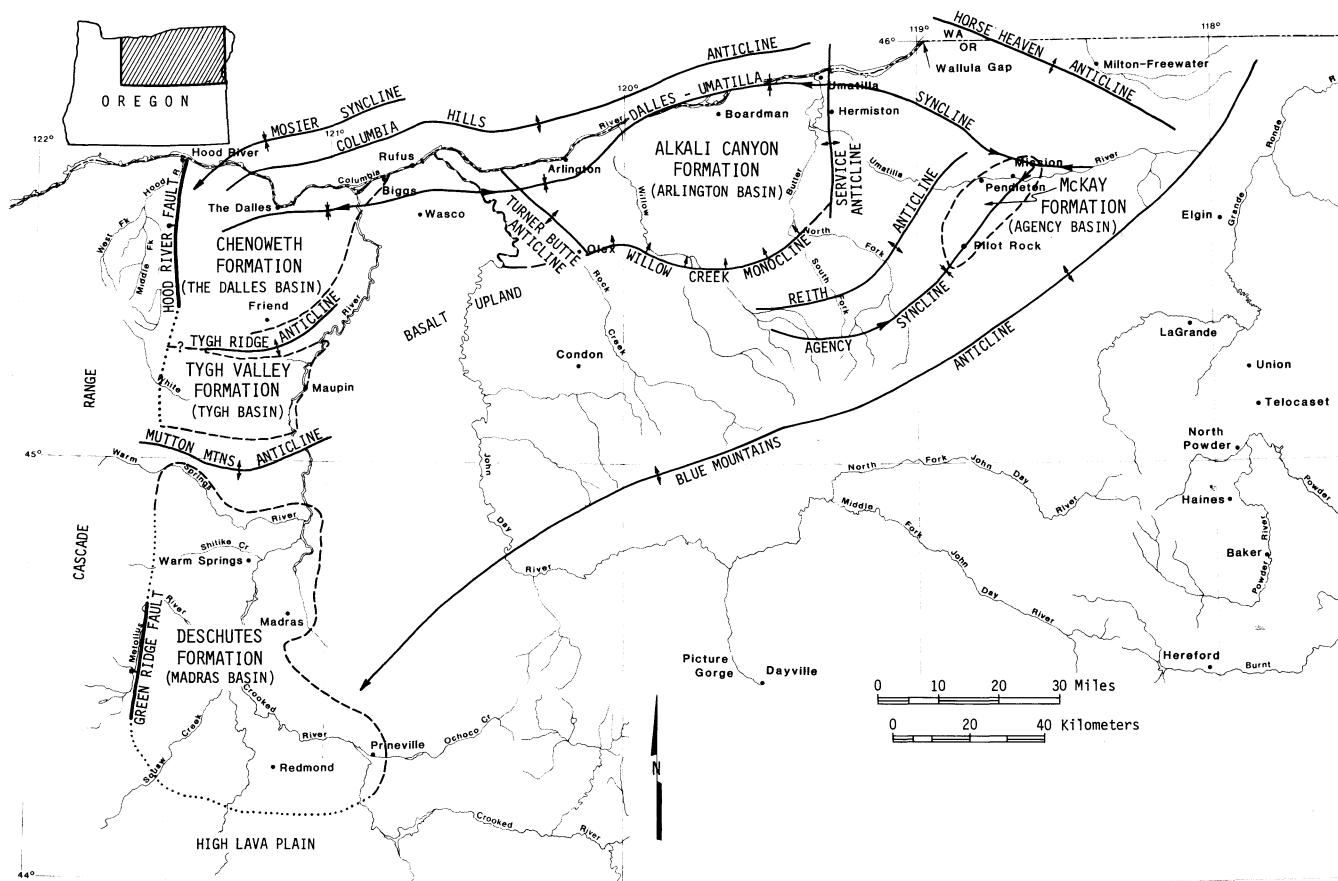 OREGON
HORSE HEAVEN
ANTICLINE
119°
46°
WA
OR
Wallula Gap
118°
Milton-Freewater
122°
MOSIER SYNCLINE
121°
COLUMBIA
HILLS
ANTICLINE
120°
River
DALLES - UMATILLA
SYNCLINE
Umatilla
Hermiston
Boardman
Hood River
Rufus
Columbia
Biggs
Arlington
The Dalles
Wasco
Hood R
West Fk
Middle Fk
HOOD RIVER FAULT
CHENOWETH
FORMATION
(THE DALLES BASIN)
Friend
TURNER BUTTE
ANTICLINE
Olex
ALKALI CANYON
FORMATION
(ARLINGTON BASIN)
Willow
Butter
SERVICE
ANTICLINE
Umatilla
River
Mission
Pendleton
McKAY
FORMATION
(AGENCY BASIN)
Pilot Rock
Elgin
Grande
Ronde
R
WILLOW CREEK MONOCLINE
North
Fork
South
Fork
REITH
ANTICLINE
AGENCY
SYNCLINE
BASALT UPLAND
Rock
Creek
Condon
?
TYGH RIDGE ANTICLINE
River
TYGH VALLEY
FORMATION
(TYGH BASIN)
White
Maupin
RANGE
CASCADE
MUTTON MTNS ANTICLINE
45°
BLUE MOUNTAINS
ANTICLINE
LaGrande
Union
Telocaset
North
Powder
Powder
Haines
Baker
Powder River
Warm
Springs
River
Shitike Cr
Warm Springs
John
Day
River
North Fork John Day
River
Middle
Fork
John
Day
River
Madras
River
Metolius
GREEN RIDGE FAULT
DESCHUTES
FORMATION
(MADRAS BASIN)
Picture
Gorge
Dayville
Hereford
Burnt
0 10 20 30 Miles
0 20 40 Kilometers
Crooked
River
Squaw Creek
Prineville
Ochoco Cr
Redmond
N
Crooked
River
HIGH LAVA PLAIN
44°